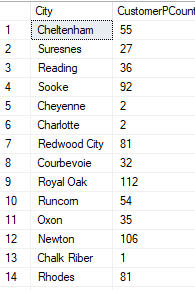 City CustomerPCount
1 Cheltenham 55
2 Suresnes 27
3 Reading 36
4 Sooke 92
5 Cheyenne 2
6 Charlotte 2
7 Redwood City 81
8 Courbevoie 32
9 Royal Oak 112
10 Runcorn 54
11 Oxon 35
12 Newton 106
13 Chalk Riber 1
14 Rhodes 81